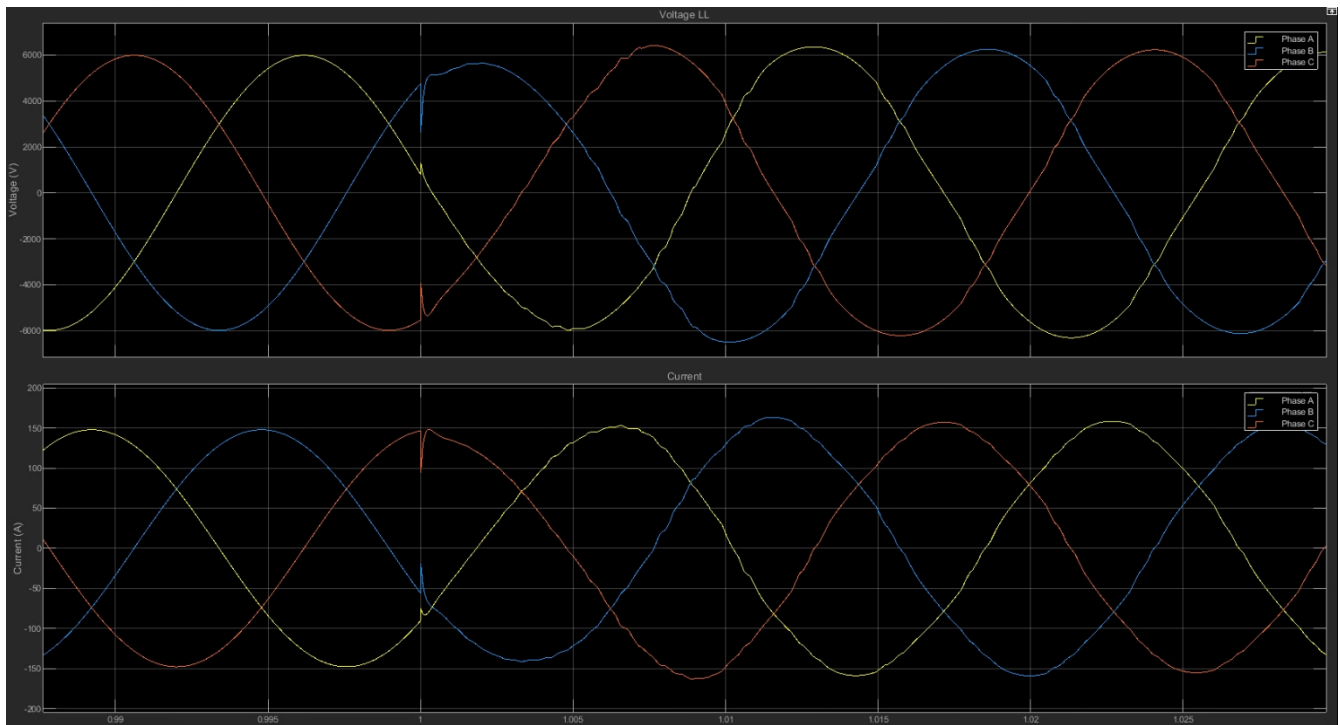 Voltage LL
Voltage (V)
6000
4000
2000
0
-2000
-4000
-6000
Phase A
Phase B
Phase C
Current
Current (A)
200
150
100
50
0
-50
-100
-150
-200
Phase A
Phase B
Phase C
0.99 0.995 1 1.005 1.01 1.015 1.02 1.025